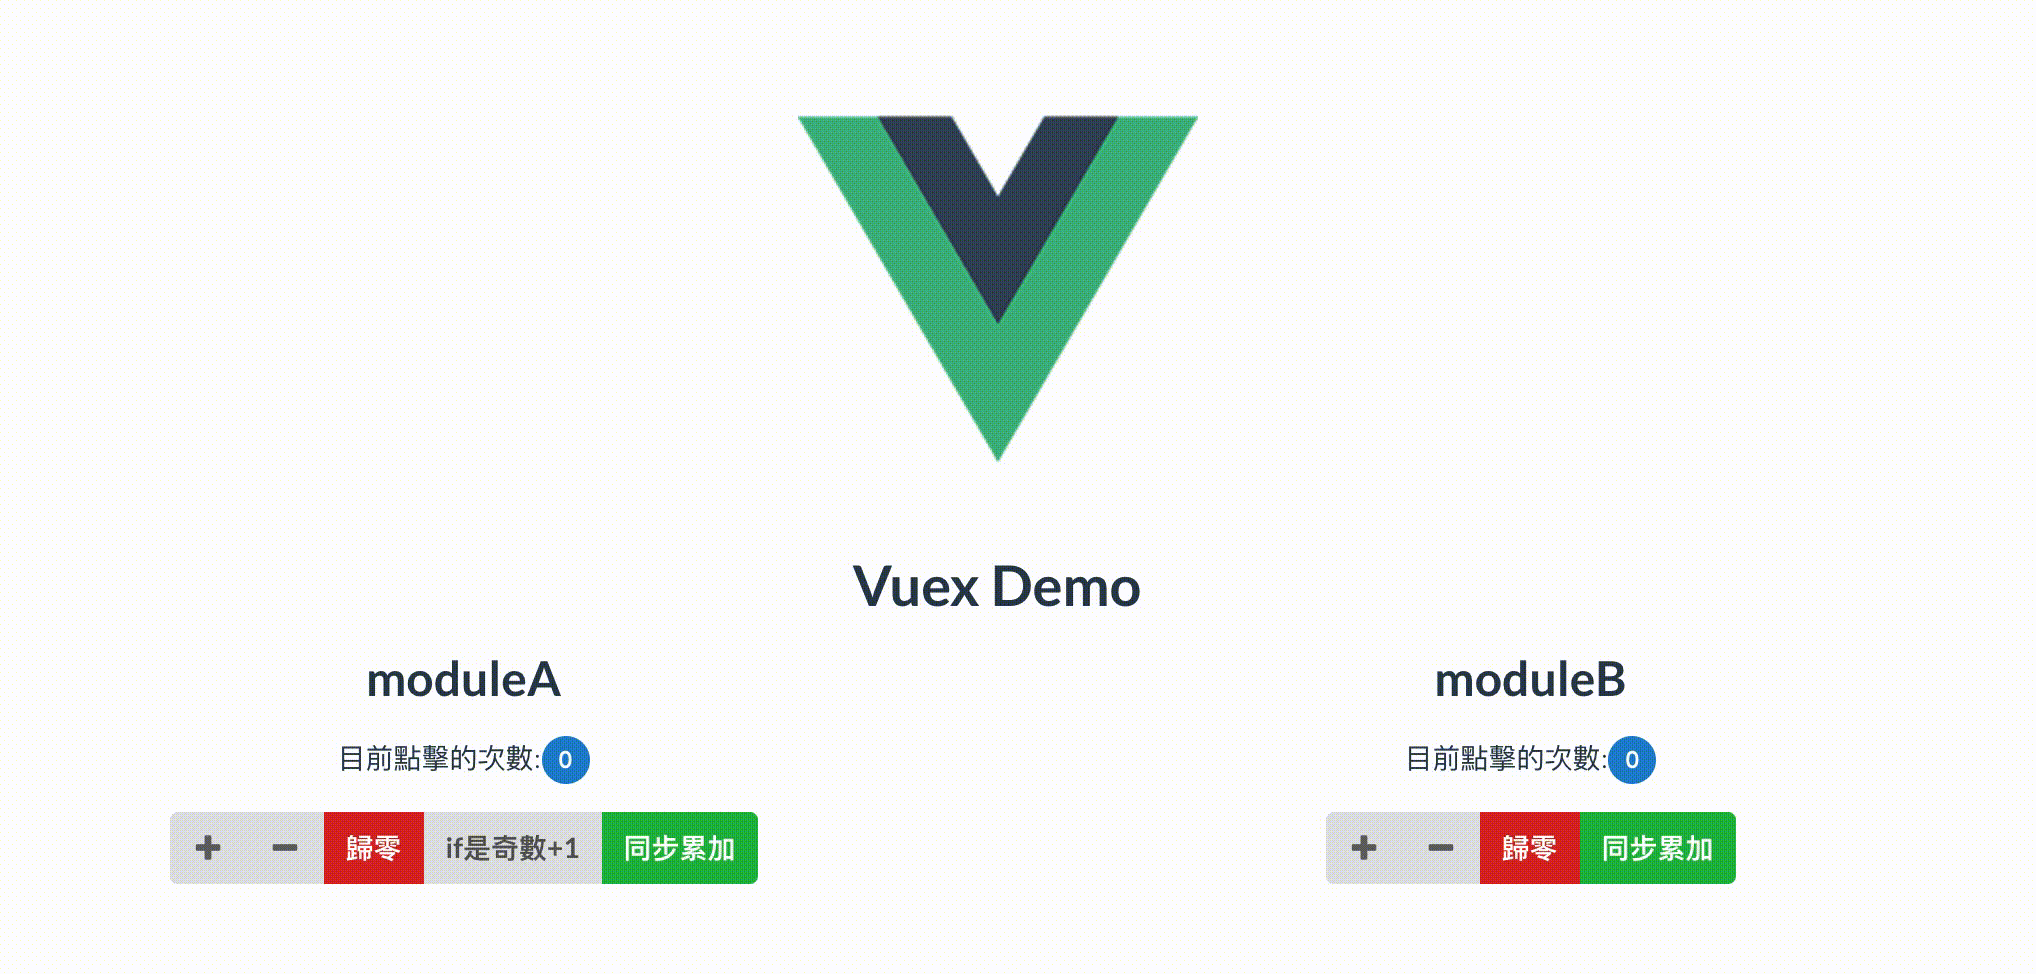 Vuex Demo
moduleA
目前點擊的次數:0
+ − 歸零 if是奇數+1 同步累加
moduleB
目前點擊的次數:0
+ − 歸零 同步累加